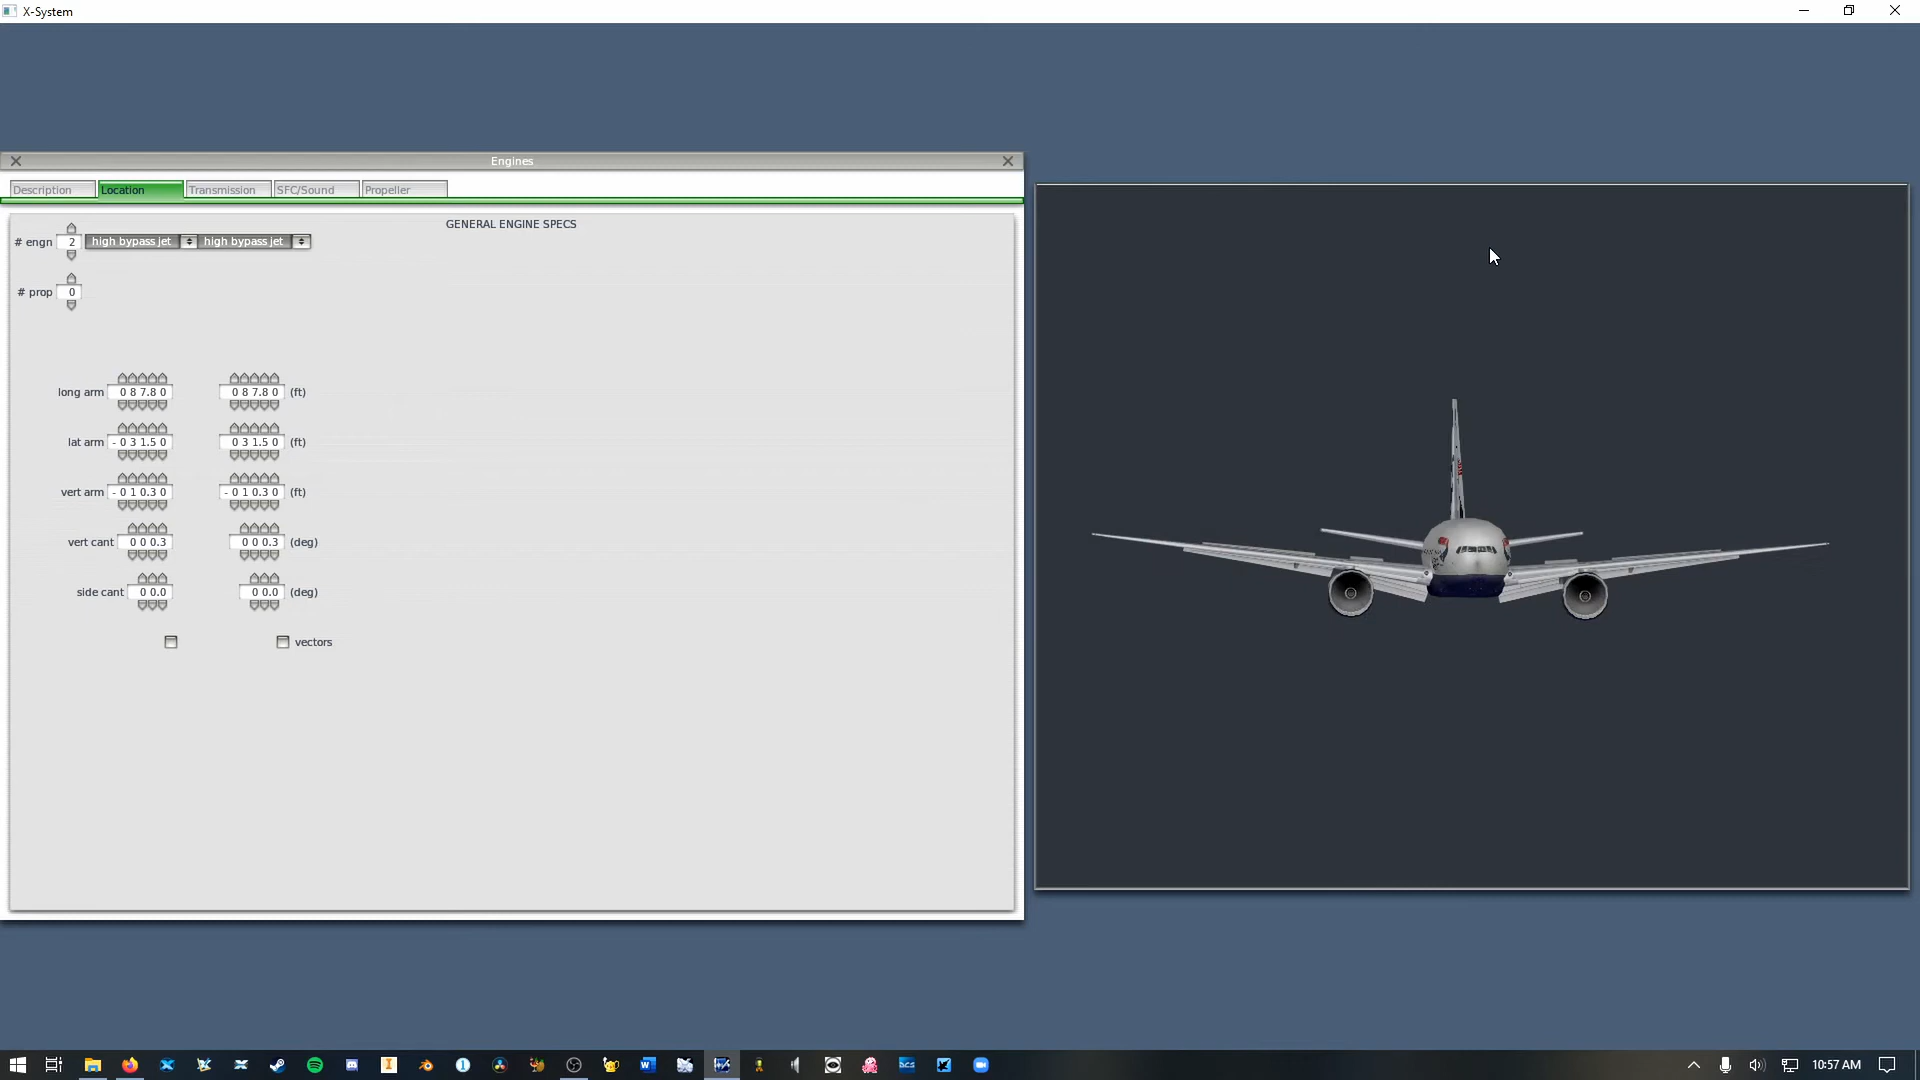 X-System
Engines
Description Location Transmission SFC/Sound Propeller
GENERAL ENGINE SPECS
# engn 2 high bypass jet high bypass jet
# prop 0
long arm 0 8 7.8 0 0 8 7.8 0 (ft)
lat arm - 0 3 1.5 0 0 3 1.5 0 (ft)
vert arm - 0 1 0.3 0 - 0 1 0.3 0 (ft)
vert cant 0 0 0.3 0 0 0.3 (deg)
side cant 0 0.0 0 0.0 (deg)
vectors
10:57 AM